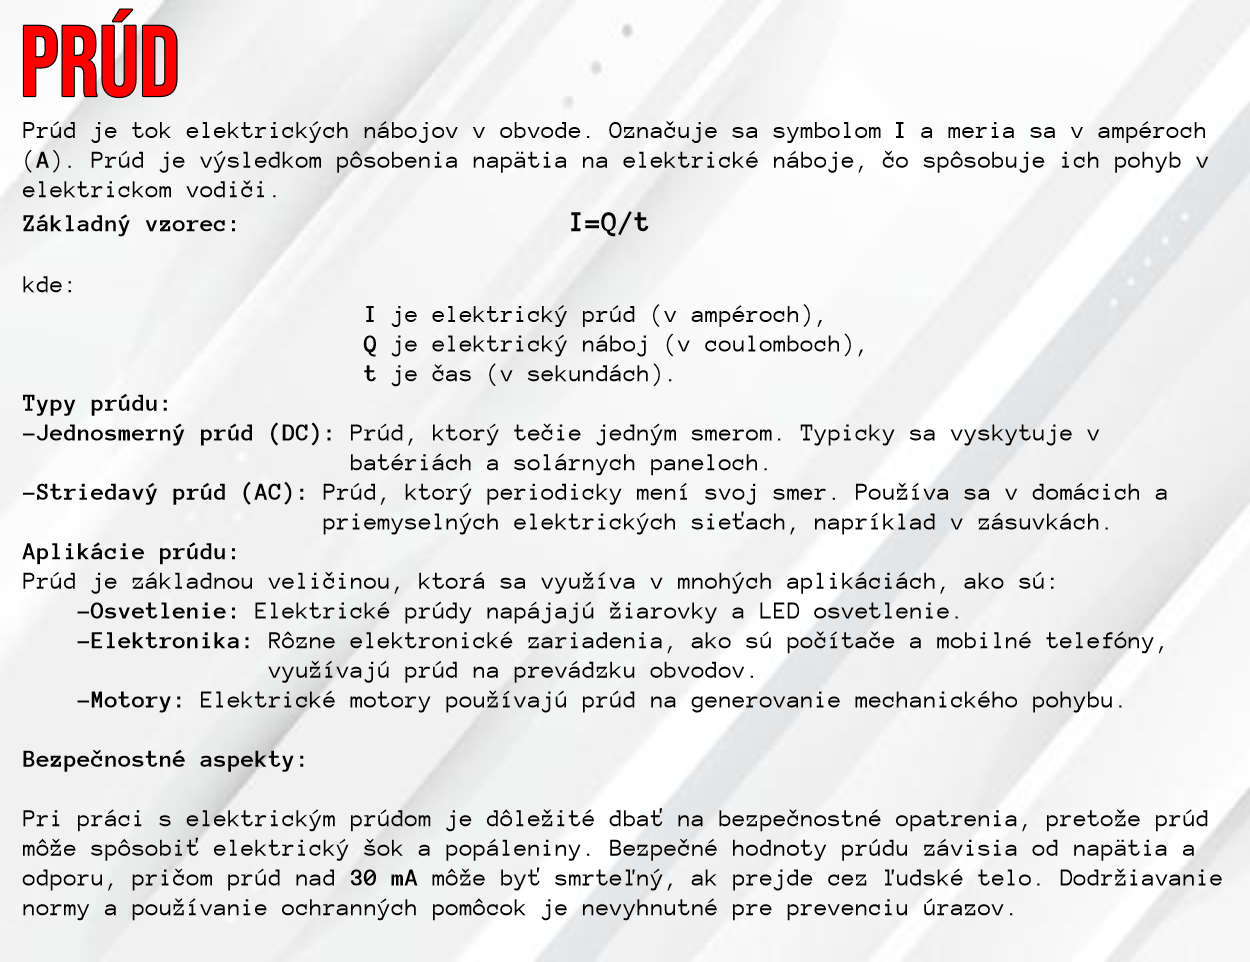 PRÚD
Prúd je tok elektrických nábojov v obvode. Označuje sa symbolom I a meria sa v ampéroch
(A). Prúd je výsledkom pôsobenia napätia na elektrické náboje, čo spôsobuje ich pohyb v
elektrickom vodiči.
Základný vzorec: I=Q/t
kde:
I je elektrický prúd (v ampéroch),
Q je elektrický náboj (v coulomboch),
t je čas (v sekundách).
Typy prúdu:
-Jednosmerný prúd (DC): Prúd, ktorý tečie jedným smerom. Typicky sa vyskytuje v
batériách a solárnych paneloch.
-Striedavý prúd (AC): Prúd, ktorý periodicky mení svoj smer. Používa sa v domácich a
priemyselných elektrických sieťach, napríklad v zásuvkách.
Aplikácie prúdu:
Prúd je základnou veličinou, ktorá sa využíva v mnohých aplikáciách, ako sú:
-Osvetlenie: Elektrické prúdy napájajú žiarovky a LED osvetlenie.
-Elektronika: Rôzne elektronické zariadenia, ako sú počítače a mobilné telefóny,
využívajú prúd na prevádzku obvodov.
-Motory: Elektrické motory používajú prúd na generovanie mechanického pohybu.
Bezpečnostné aspekty:
Pri práci s elektrickým prúdom je dôležité dbať na bezpečnostné opatrenia, pretože prúd
môže spôsobiť elektrický šok a popáleniny. Bezpečné hodnoty prúdu závisia od napätia a
odporu, pričom prúd nad 30 mA môže byť smrteľný, ak prejde cez ľudské telo. Dodržiavanie
normy a používanie ochranných pomôcok je nevyhnutné pre prevenciu úrazov.